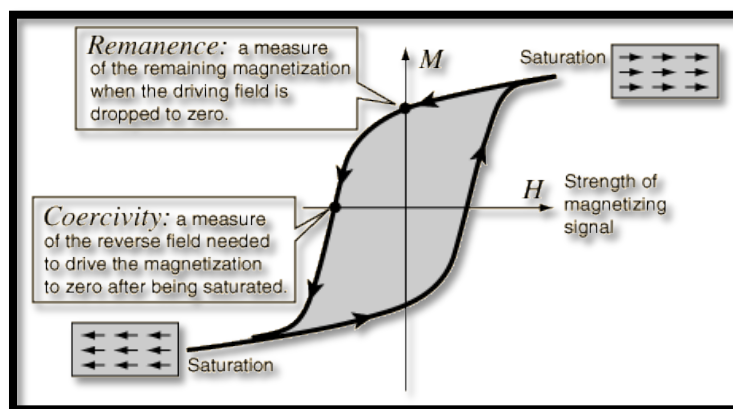 Remanence: a measure
of the remaining magnetization
when the driving field is
dropped to zero.
M
Saturation
H
Strength of
magnetizing
signal
Coercivity: a measure
of the reverse field needed
to drive the magnetization
to zero after being saturated.
Saturation